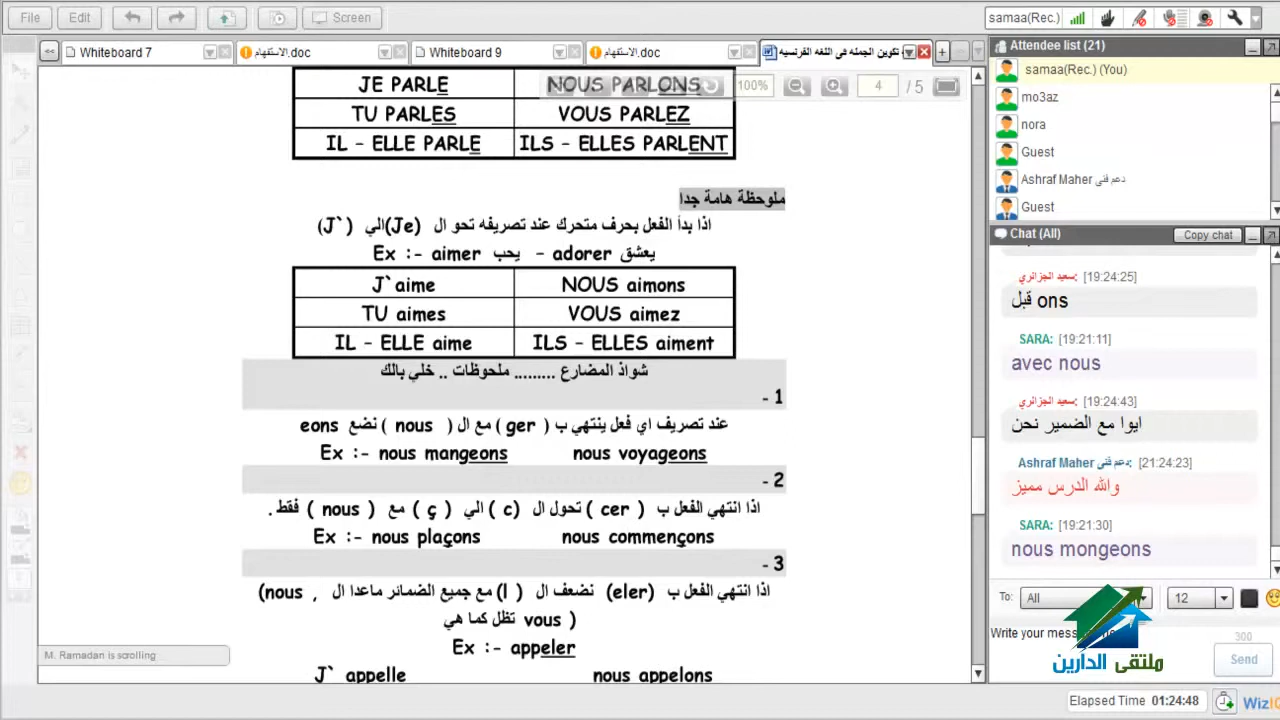 File Edit Screen
samaa(Rec.)
<< Whiteboard 7 الاستفهام.doc Whiteboard 9 الاستفهام.doc تكوين الجمله فى اللغه الفرنسيه
JE PARLE NOUS PARLONS 100% 4 / 5
TU PARLES VOUS PARLEZ
IL - ELLE PARLE ILS - ELLES PARLENT
ملوحظة هامة جدا
اذا بدأ الفعل بحرف متحرك عند تصريفه تحو ال (Je)الي (J`)
Ex :- aimer يحب - adorer يعشق
J`aime NOUS aimons
TU aimes VOUS aimez
IL - ELLE aime ILS - ELLES aiment
شواذ المضارع ......... ملحوظات .. خلي بالك
1 -
عند تصريف اي فعل ينتهي ب ( ger ) مع ال ( nous ) نضع eons
Ex :- nous mangeons nous voyageons
2 -
اذا انتهي الفعل ب ( cer ) تحول ال (c ) الي ( ç ) مع ( nous ) فقط .
Ex :- nous plaçons nous commençons
3 -
اذا انتهي الفعل ب (eler) نضعف ال ( l) مع جميع الضمائر ماعدا ال , nous)
( vous تظل كما هي
Ex :- appeler
J` appelle nous appelons
M. Ramadan is scrolling
Attendee list (21)
samaa(Rec.) (You)
mo3az
nora
Guest
Ashraf Maher دعم فنى
Guest
Chat (All) Copy chat
سعيد الجزائري: [19:24:25]
قبل ons
SARA: [19:21:11]
avec nous
سعيد الجزائري: [19:24:43]
ايوا مع الضمير نحن
Ashraf Maher دعم فنى: [21:24:23]
والله الدرس مميز
SARA: [19:21:30]
nous mongeons
To: All 12
Write your mess
300
Send
ملتقى الدارين
Elapsed Time 01:24:48 WizI